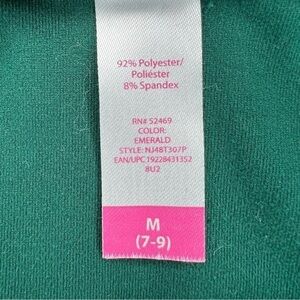 92% Polyester/
Poliéster
8% Spandex
RN# 52469
COLOR:
EMERALD
STYLE: NJ48T307P
EAN/UPC 19228431352
8U2
M
(7-9)